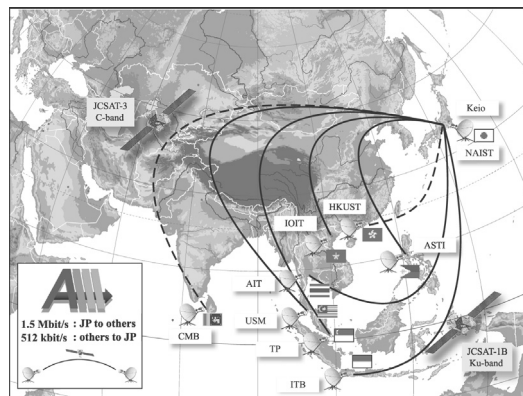 JCSAT-3
C-band
Keio
NAIST
HKUST
IOIT
ASTI
AIT
USM
CMB
TP
ITB
JCSAT-1B
Ku-band
AIII
1.5 Mbit/s : JP to others
512 kbit/s : others to JP